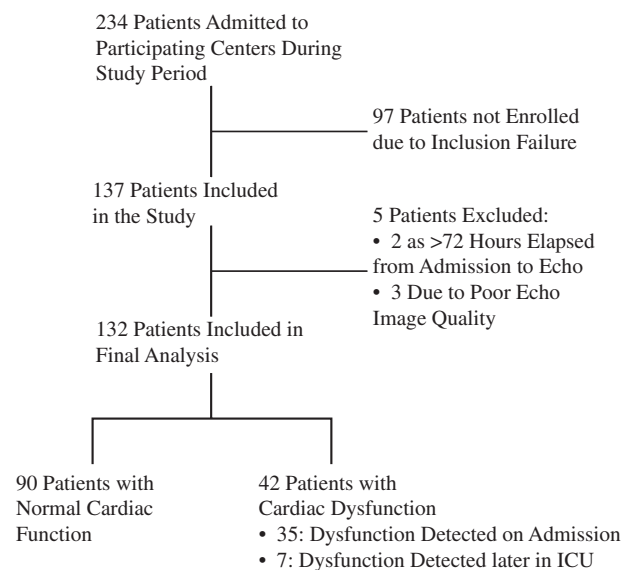 234 Patients Admitted to
Participating Centers During
Study Period
97 Patients not Enrolled
due to Inclusion Failure
137 Patients Included
in the Study
5 Patients Excluded:
• 2 as >72 Hours Elapsed
from Admission to Echo
• 3 Due to Poor Echo
Image Quality
132 Patients Included in
Final Analysis
90 Patients with
Normal Cardiac
Function
42 Patients with
Cardiac Dysfunction
• 35: Dysfunction Detected on Admission
• 7: Dysfunction Detected later in ICU